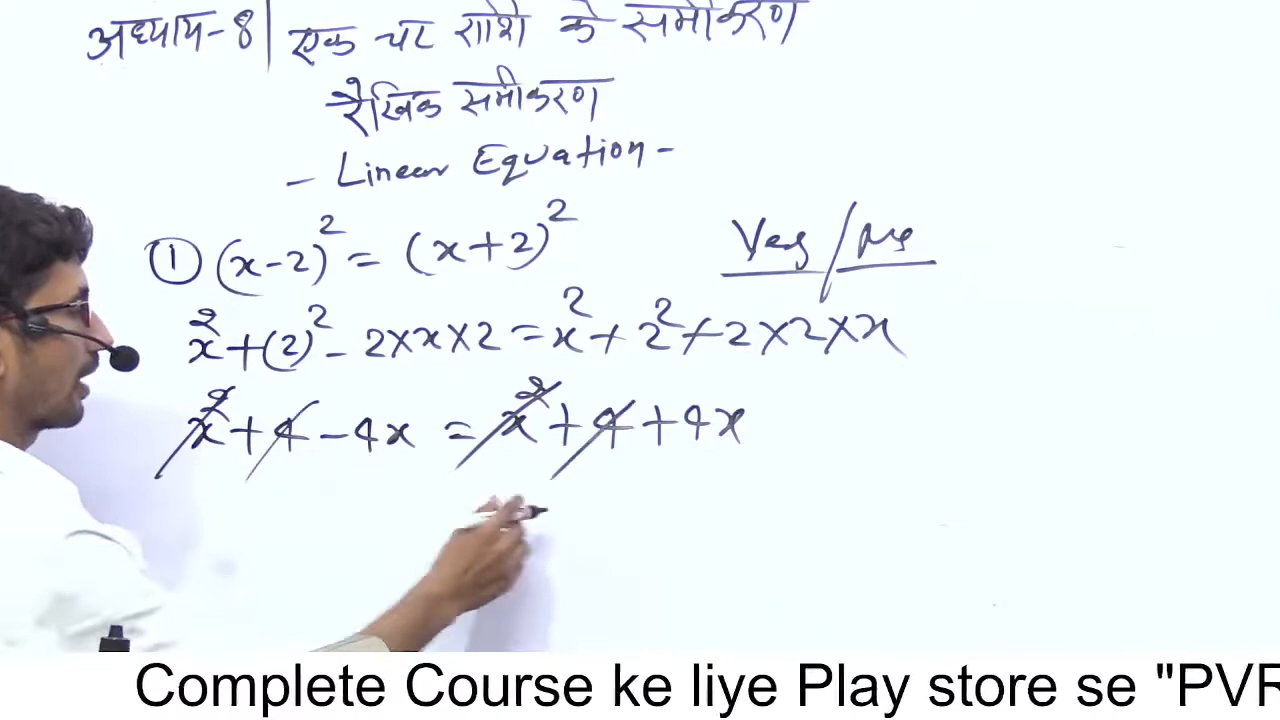 अध्याय-8| एक चर राशि के समीकरण
रैखिक समीकरण
- Linear Equation -
① (x-2)² = (x+2)² Yes/No
x²+(2)²-2×x×2=x²+2²+2×2×x
x²+4-4x = x²+4+4x
Complete Course ke liye Play store se "PVR